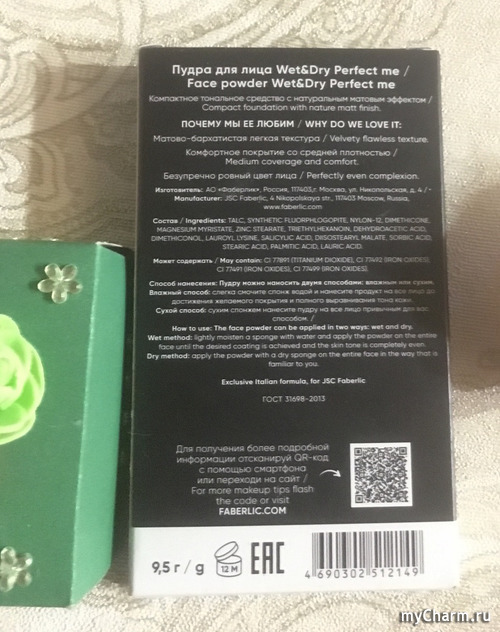 Пудра для лица Wet&Dry Perfect me /
Face powder Wet&Dry Perfect me
Компактное тональное средство с натуральным матовым эффектом /
Compact foundation with nature matt finish.
ПОЧЕМУ МЫ ЕЕ ЛЮБИМ / WHY DO WE LOVE IT:
Матово-бархатистая легкая текстура / Velvety flawless texture.
Комфортное покрытие со средней плотностью /
Medium coverage and comfort.
Безупречно ровный цвет лица / Perfectly even complexion.
Изготовитель: АО «Фаберлик», Россия, 117403, г. Москва, ул. Никопольская, д. 4 / •
Manufacturer: JSC Faberlic, 4 Nikopolskaya str., 117403 Moscow, Russia,
www.faberlic.com
Состав / Ingredients: TALC, SYNTHETIC FLUORPHLOGOPITE, NYLON-12, DIMETHICONE,
MAGNESIUM MYRISTATE, ZINC STEARATE, TRIETHYLHEXANOIN, DEHYDROACETIC ACID,
DIMETHICONOL, LAUROYL LYSINE, SALICYLIC ACID, DIISOSTEARYL MALATE, SORBIC ACID,
STEARIC ACID, PALMITIC ACID, LAURIC ACID.
Может содержать / May contain: CI 77891 (TITANIUM DIOXIDE), CI 77492 (IRON OXIDES),
CI 77491 (IRON OXIDES), CI 77499 (IRON OXIDES).
Способ нанесения: Пудру можно наносить двумя способами: влажным или сухим.
Влажный способ: слегка смочите спонж водой и нанесите продукт на все лицо до
достижения желаемого покрытия и полного выравнивания тона кожи.
Сухой способ: сухим спонжем нанесите пудру на все лицо привычным для вас
способом. /
How to use: The face powder can be applied in two ways: wet and dry.
Wet method: lightly moisten a sponge with water and apply the powder on the entire
face until the desired coating is achieved and the skin tone is completely even.
Dry method: apply the powder with a dry sponge on the entire face in the way that is
familiar to you.
Exclusive Italian formula, for JSC Faberlic
ГОСТ 31698-2013
Для получения более подробной
информации отсканируй QR-код
с помощью смартфона
или переходи на сайт /
For more makeup tips flash
the code or visit
FABERLIC.COM
9,5 г / g
12 M
EAC
4 690302 512149
myCharm.ru